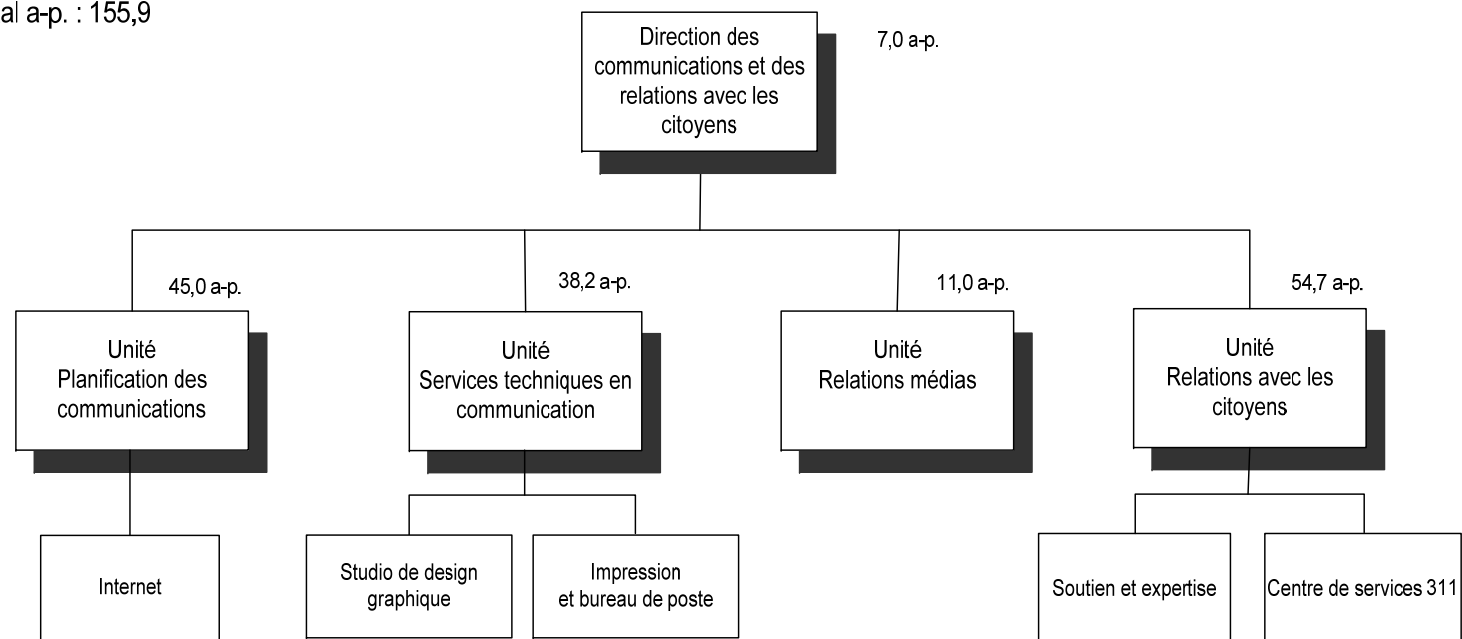 al a-p. : 155,9
Direction des
communications et des
relations avec les
citoyens
7,0 a-p.
45,0 a-p.
38,2 a-p.
11,0 a-p.
54,7 a-p.
Unité
Planification des
communications
Unité
Services techniques en
communication
Unité
Relations médias
Unité
Relations avec les
citoyens
Internet
Studio de design
graphique
Impression
et bureau de poste
Soutien et expertise
Centre de services 311